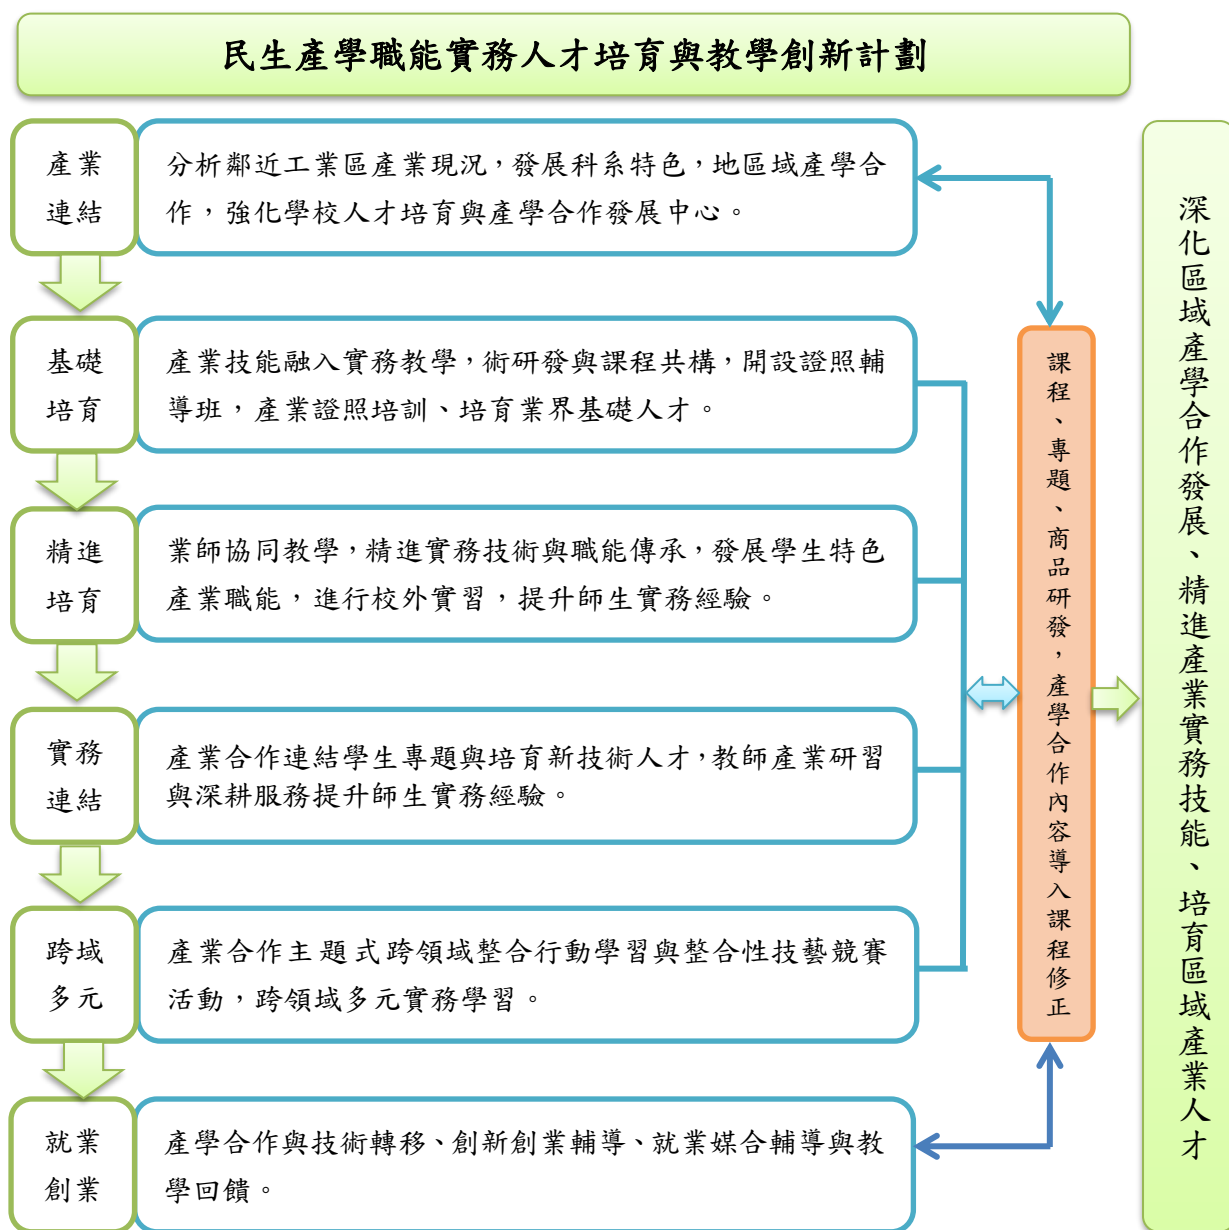 民生產學職能實務人才培育與教學創新計劃
產業
連結
分析鄰近工業區產業現況，發展科系特色，地區域產學合
作，強化學校人才培育與產學合作發展中心。
基礎
培育
產業技能融入實務教學，術研發與課程共構，開設證照輔
導班，產業證照培訓、培育業界基礎人才。
精進
培育
業師協同教學，精進實務技術與職能傳承，發展學生特色
產業職能，進行校外實習，提升師生實務經驗。
實務
連結
產業合作連結學生專題與培育新技術人才，教師產業研習
與深耕服務提升師生實務經驗。
跨域
多元
產業合作主題式跨領域整合行動學習與整合性技藝競賽
活動，跨領域多元實務學習。
就業
創業
產學合作與技術轉移、創新創業輔導、就業媒合輔導與教
學回饋。
課程、專題、商品研發，產學合作內容導入課程修正
深化區域產學合作發展、精進產業實務技能、培育區域產業人才